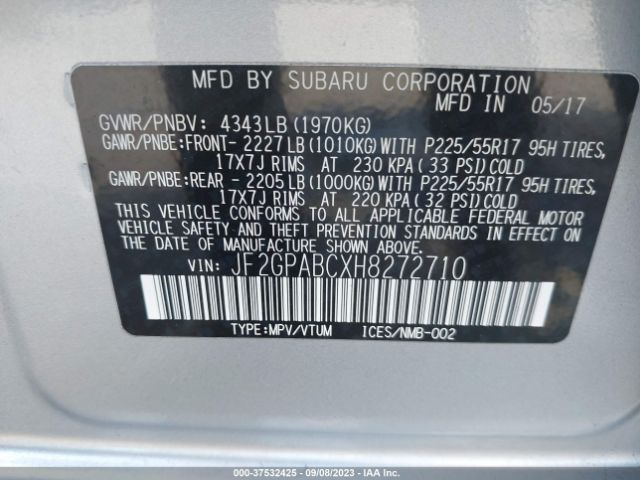 MFD BY SUBARU CORPORATION
MFD IN 05/17
GVWR/PNBV: 4343LB (1970KG)
GAWR/PNBE:FRONT- 2227 LB (1010KG) WITH P225/55R17 95H TIRES,
17X7J RIMS AT 230 KPA ( 33 PSI) COLD
GAWR/PNBE:REAR - 2205 LB (1000KG) WITH P225/55R17 95H TIRES,
17X7J RIMS AT 220 KPA ( 32 PSI) COLD
THIS VEHICLE CONFORMS TO ALL APPLICABLE FEDERAL MOTOR
VEHICLE SAFETY AND THEFT PREVENTION STANDARDS IN EFFECT ON
THE DATE OF MANUFACTURE SHOWN ABOVE.
VIN: JF2GPABCXH8272710
TYPE:MPV/VTUM ICES/NMB-002
000-37532425 - 09/08/2023 - IAA Inc.